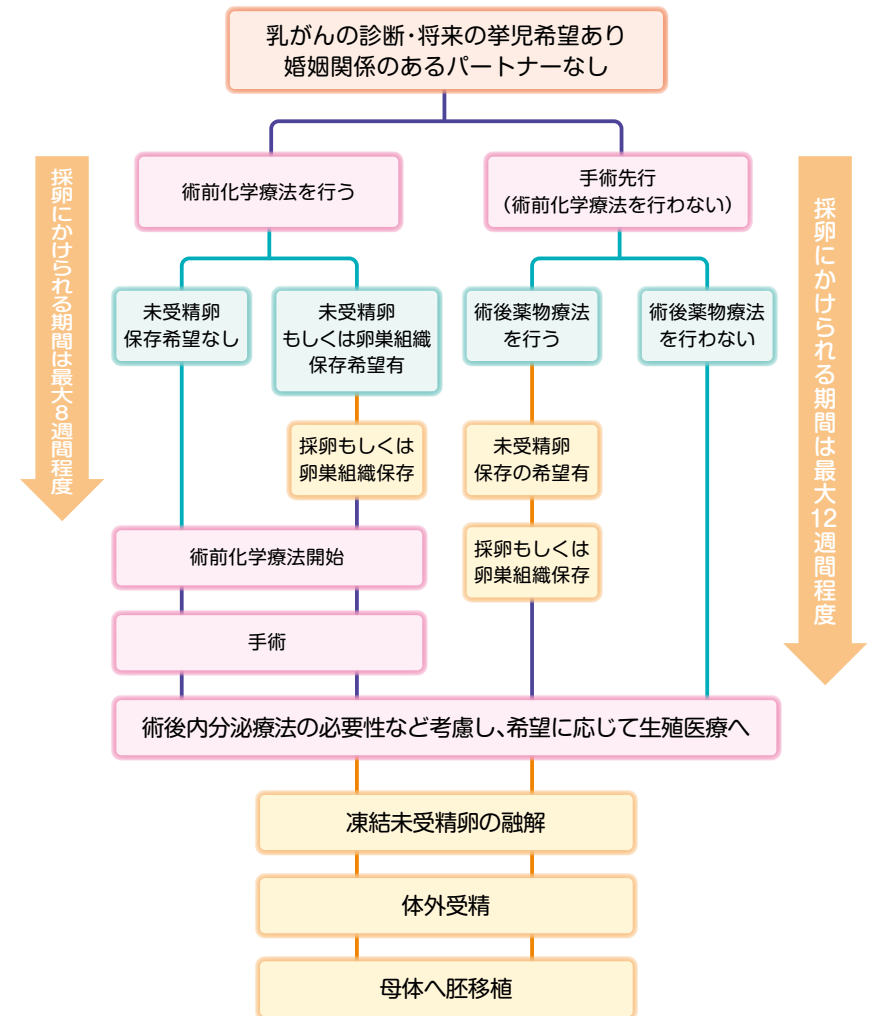 乳がんの診断・将来の挙児希望あり
婚姻関係のあるパートナーなし
採卵にかけられる期間は最大8週間程度
術前化学療法を行う
手術先行
（術前化学療法を行わない）
採卵にかけられる期間は最大12週間程度
未受精卵
保存希望なし
未受精卵
もしくは卵巣組織
保存希望有
術後薬物療法
を行う
術後薬物療法
を行わない
採卵もしくは
卵巣組織保存
未受精卵
保存の希望有
術前化学療法開始
採卵もしくは
卵巣組織保存
手術
術後内分泌療法の必要性など考慮し、希望に応じて生殖医療へ
凍結未受精卵の融解
体外受精
母体へ胚移植